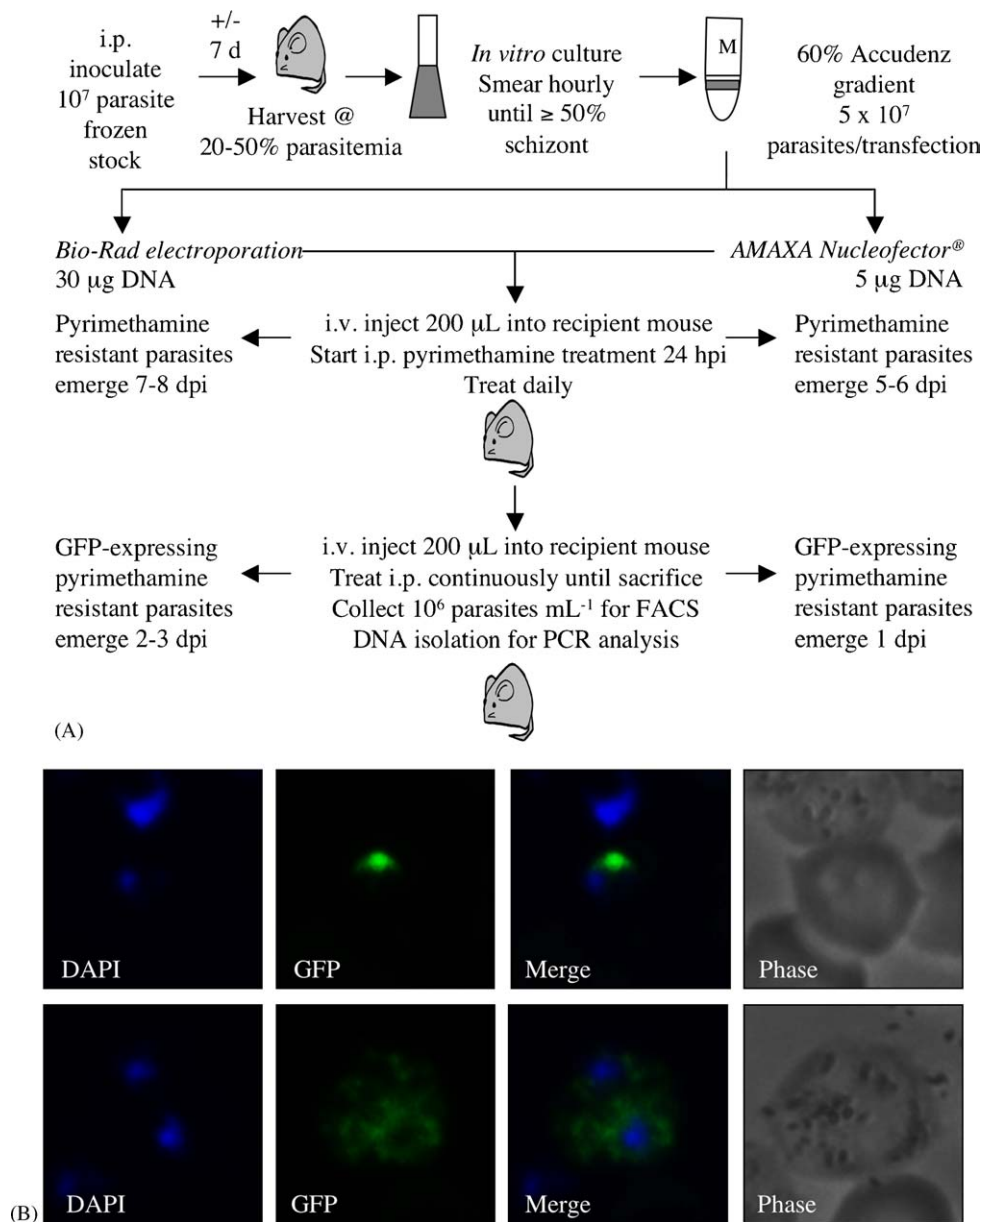 i.p.
inoculate
10⁷ parasite
frozen
stock
+/-
7 d
Harvest @
20-50% parasitemia
In vitro culture
Smear hourly
until ≥ 50%
schizont
M
60% Accudenz
gradient
5 x 10⁷
parasites/transfection
Bio-Rad electroporation
30 μg DNA
AMAXA Nucleofector®
5 μg DNA
Pyrimethamine
resistant parasites
emerge 7-8 dpi
i.v. inject 200 μL into recipient mouse
Start i.p. pyrimethamine treatment 24 hpi
Treat daily
Pyrimethamine
resistant parasites
emerge 5-6 dpi
GFP-expressing
pyrimethamine
resistant parasites
emerge 2-3 dpi
i.v. inject 200 μL into recipient mouse
Treat i.p. continuously until sacrifice
Collect 10⁶ parasites mL⁻¹ for FACS
DNA isolation for PCR analysis
GFP-expressing
pyrimethamine
resistant parasites
emerge 1 dpi
(A)
DAPI
GFP
Merge
Phase
DAPI
GFP
Merge
Phase
(B)